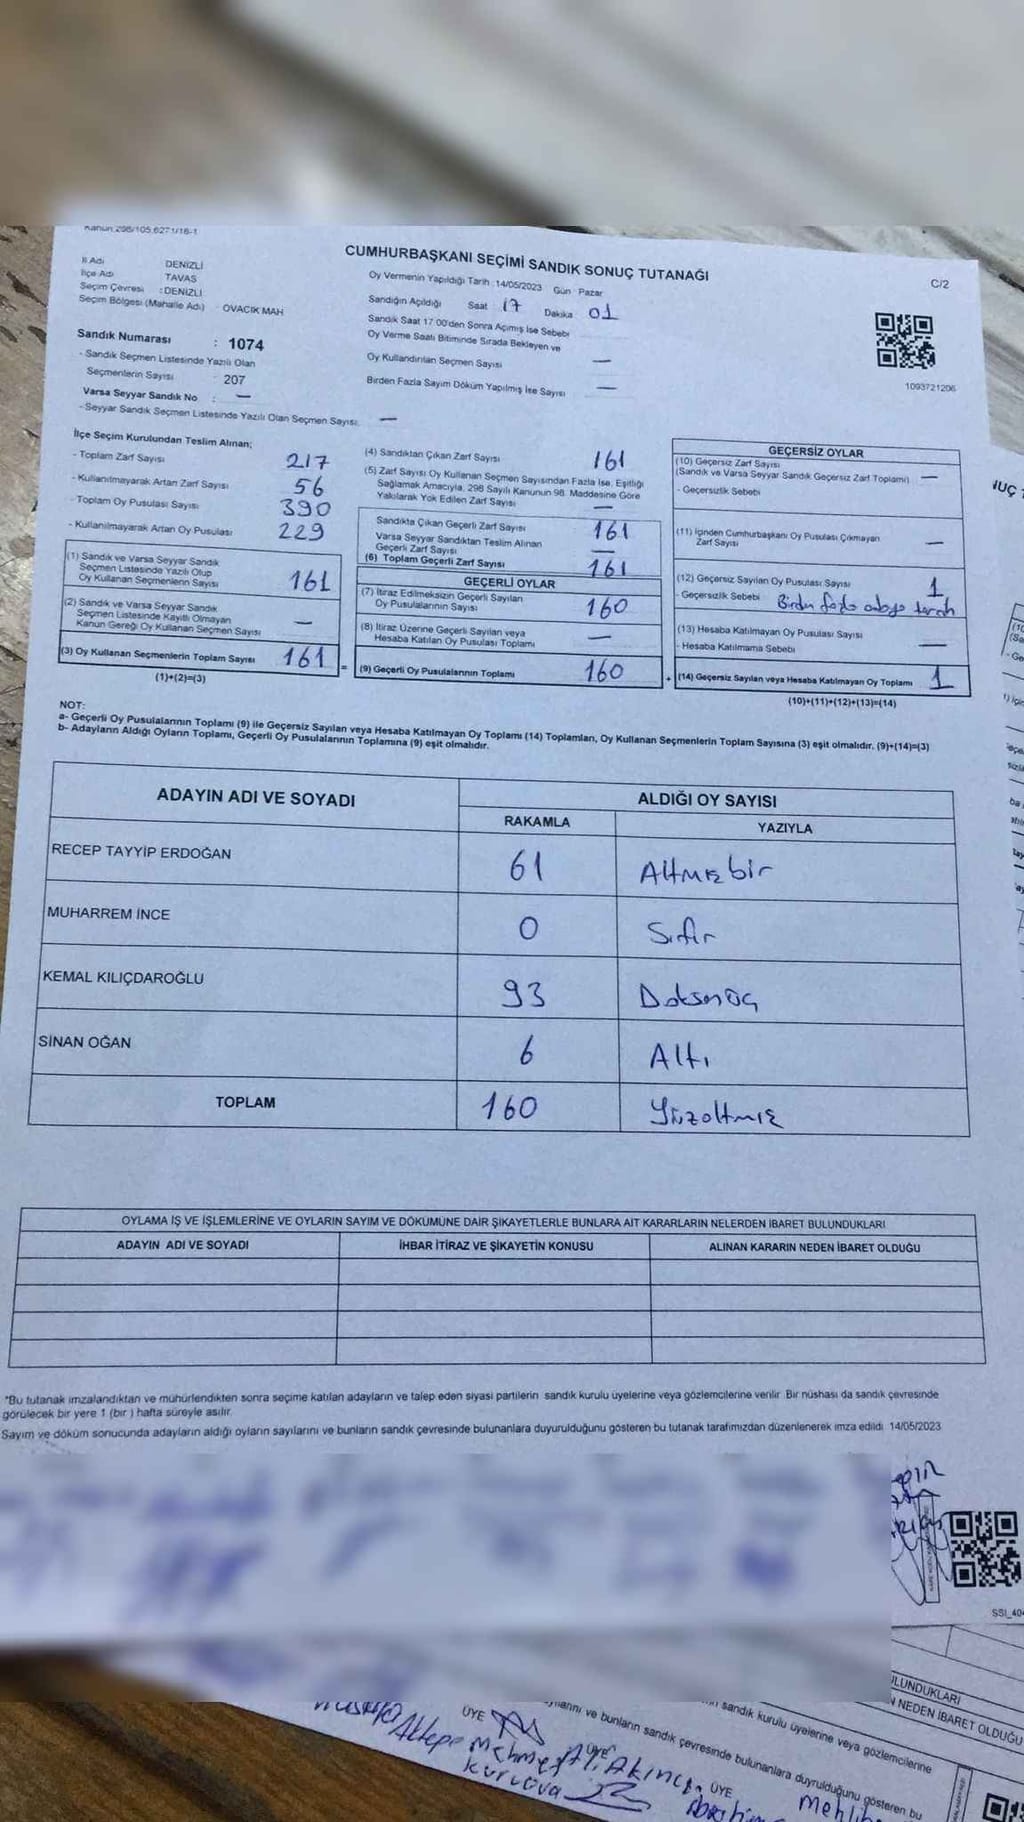 Kanun 298/105 6271/18-1
CUMHURBAŞKANI SEÇİMİ SANDIK SONUÇ TUTANAĞI
C/2
İl Adı DENİZLİ
İlçe Adı TAVAS
Seçim Çevresi : DENİZLİ
Seçim Bölgesi (Mahalle Adı) : OVACIK MAH
Oy Vermenin Yapıldığı Tarih : 14/05/2023 Gün : Pazar
Sandığın Açıldığı Saat 17 Dakika 01
Sandık Saat 17.00'den Sonra Açımış İse Sebebi
Oy Verme Saati Bitiminde Sırada Bekleyen ve
Oy Kullandırılan Seçmen Sayısı —
Birden Fazla Sayım Döküm Yapılmış İse Sayısı —
1093721206
Sandık Numarası : 1074
- Sandık Seçmen Listesinde Yazılı Olan
Seçmenlerin Sayısı : 207
Varsa Seyyar Sandık No : —
- Seyyar Sandık Seçmen Listesinde Yazılı Olan Seçmen Sayısı: —
İlçe Seçim Kurulundan Teslim Alınan;
- Toplam Zarf Sayısı 217
- Kullanılmayarak Artan Zarf Sayısı 56
- Toplam Oy Pusulası Sayısı 390
- Kullanılmayarak Artan Oy Pusulası 229
(1) Sandık ve Varsa Seyyar Sandık
Seçmen Listesinde Yazılı Olup
Oy Kullanan Seçmenlerin Sayısı 161
(2) Sandık ve Varsa Seyyar Sandık
Seçmen Listesinde Kayıtlı Olmayan
Kanun Gereği Oy Kullanan Seçmen Sayısı —
(3) Oy Kullanan Seçmenlerin Toplam Sayısı 161 =
(1)+(2)=(3)
(4) Sandıktan Çıkan Zarf Sayısı 161
(5) Zarf Sayısı Oy Kullanan Seçmen Sayısından Fazla İse, Eşitliği
Sağlamak Amacıyla, 298 Sayılı Kanunun 98. Maddesine Göre
Yakılarak Yok Edilen Zarf Sayısı —
Sandıkta Çıkan Geçerli Zarf Sayısı 161
Varsa Seyyar Sandıktan Teslim Alınan
Geçerli Zarf Sayısı —
(6) Toplam Geçerli Zarf Sayısı 161
GEÇERLİ OYLAR
(7) İtiraz Edilmeksizin Geçerli Sayılan
Oy Pusulalarının Sayısı 160
(8) İtiraz Üzerine Geçerli Sayılan veya
Hesaba Katılan Oy Pusulası Toplamı —
(9) Geçerli Oy Pusulalarının Toplamı 160 +
GEÇERSİZ OYLAR
(10) Geçersiz Zarf Sayısı
(Sandık ve Varsa Seyyar Sandık Geçersiz Zarf Toplamı) —
- Geçersizlik Sebebi
(11) İçinden Cumhurbaşkanı Oy Pusulası Çıkmayan
Zarf Sayısı —
(12) Geçersiz Sayılan Oy Pusulası Sayısı 1
- Geçersizlik Sebebi Birden fazla adaya tercih
(13) Hesaba Katılmayan Oy Pusulası Sayısı
- Hesaba Katılmama Sebebi —
(14) Geçersiz Sayılan veya Hesaba Katılmayan Oy Toplamı 1
(10)+(11)+(12)+(13)=(14)
NOT:
a- Geçerli Oy Pusulalarının Toplamı (9) ile Geçersiz Sayılan veya Hesaba Katılmayan Oy Toplamı (14) Toplamları, Oy Kullanan Seçmenlerin Toplam Sayısına (3) eşit olmalıdır. (9)+(14)=(3)
b- Adayların Aldığı Oyların Toplamı, Geçerli Oy Pusulalarının Toplamına (9) eşit olmalıdır.
ADAYIN ADI VE SOYADI ALDIĞI OY SAYISI
RAKAMLA YAZIYLA
RECEP TAYYİP ERDOĞAN 61 Altmışbir
MUHARREM İNCE 0 Sıfır
KEMAL KILIÇDAROĞLU 93 Doksanüç
SİNAN OĞAN 6 Altı
TOPLAM 160 Yüzaltmış
OYLAMA İŞ VE İŞLEMLERİNE VE OYLARIN SAYIM VE DÖKÜMÜNE DAİR ŞİKAYETLERLE BUNLARA AİT KARARLARIN NELERDEN İBARET BULUNDUKLARI
ADAYIN ADI VE SOYADI İHBAR İTİRAZ VE ŞİKAYETİN KONUSU ALINAN KARARIN NEDEN İBARET OLDUĞU
*Bu tutanak imzalandıktan ve mühürlendikten sonra seçime katılan adayların ve talep eden siyasi partilerin sandık kurulu üyelerine veya gözlemcilerine verilir. Bir nüshası da sandık çevresinde
görülecek bir yere 1 (bir ) hafta süreyle asılır.
Sayım ve döküm sonucunda adayların aldığı oyların sayılarını ve bunların sandık çevresinde bulunanlara duyurulduğunu gösteren bu tutanak tarafımızdan düzenlenerek imza edildi 14/05/2023
ULUNDUKLARI
NEDEN İBARET OLDUĞU
sandık kurulu üyelerine veya gözlemcilerine
ve bunların sandık çevresinde bulunanlara duyrulduğunu gösteren bu
ÜYE ÜYE ÜYE
Mehmet Ali Akıncı